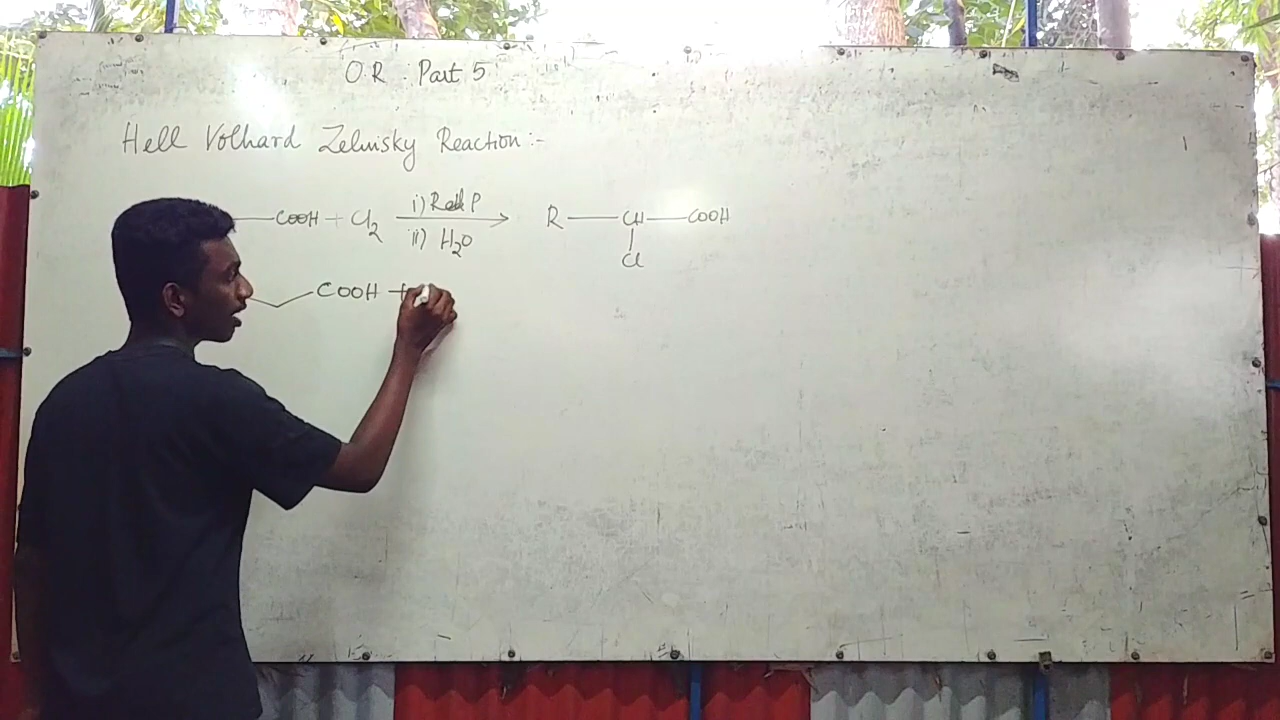 O.R : Part 5
Hell Volhard Zelinsky Reaction :-
—COOH + Cl₂ i) Red P ii) H₂O → R — CH — COOH
Cl
COOH +